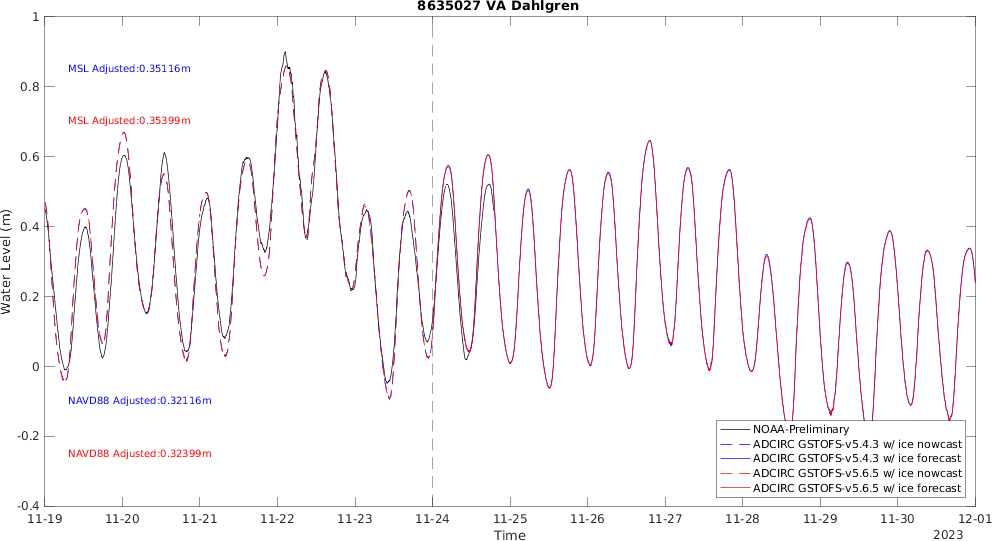 8635027 VA Dahlgren
1
0.8
0.6
0.4
0.2
0
-0.2
-0.4
Water Level (m)
MSL Adjusted:0.35116m
MSL Adjusted:0.35399m
NAVD88 Adjusted:0.32116m
NAVD88 Adjusted:0.32399m
NOAA-Preliminary
ADCIRC GSTOFS-v5.4.3 w/ ice nowcast
ADCIRC GSTOFS-v5.4.3 w/ ice forecast
ADCIRC GSTOFS-v5.6.5 w/ ice nowcast
ADCIRC GSTOFS-v5.6.5 w/ ice forecast
11-19 11-20 11-21 11-22 11-23 11-24 11-25 11-26 11-27 11-28 11-29 11-30 12-01
Time
2023